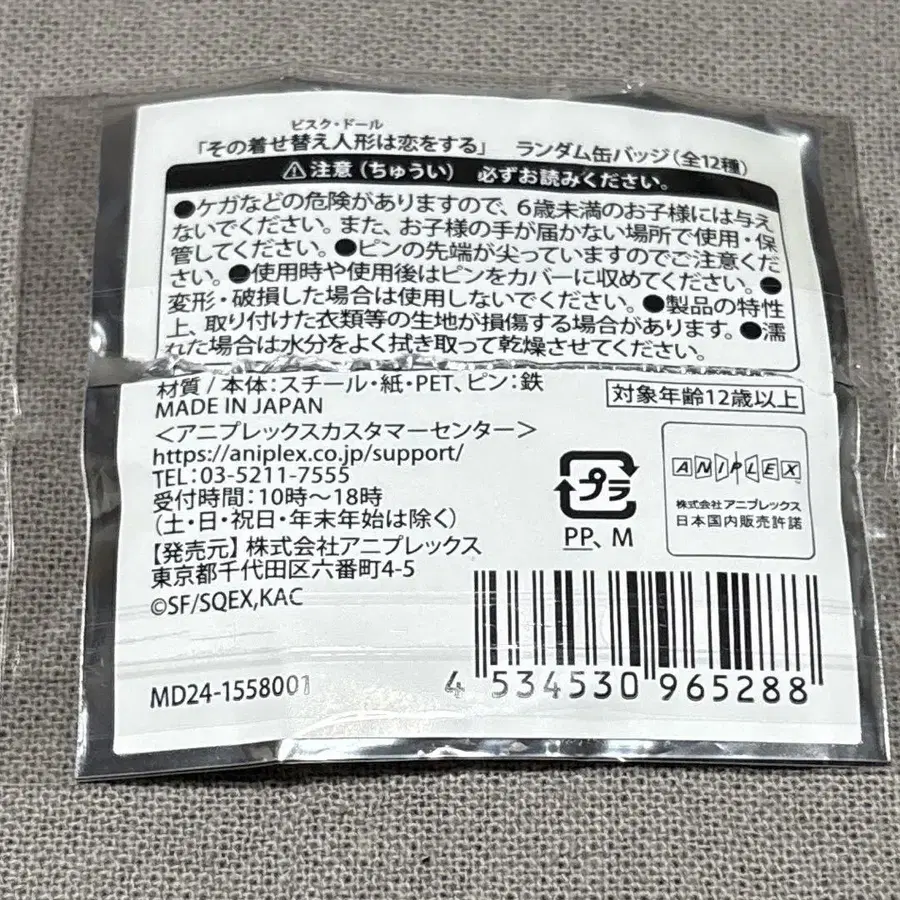 ビスク・ドール
「その着せ替え人形は恋をする」 ランダム缶バッジ(全12種)
注意(ちゅうい) 必ずお読みください。
●ケガなどの危険がありますので、6歳未満のお子様には与え
ないでください。また、お子様の手が届かない場所で使用・保
管してください。●ピンの先端が尖っていますのでご注意くだ
さい。●使用時や使用後はピンをカバーに収めてください。●
変形・破損した場合は使用しないでください。●製品の特性
上、取り付けた衣類等の生地が損傷する場合があります。●濡
れた場合は水分をよく拭き取って乾燥させてください。
材質/本体:スチール・紙・PET、ピン:鉄
MADE IN JAPAN
対象年齢12歳以上
<アニプレックスカスタマーセンター>
https://aniplex.co.jp/support/
TEL:03-5211-7555
受付時間:10時~18時
(土・日・祝日・年末年始は除く)
【発売元】株式会社アニプレックス
東京都千代田区六番町4-5
©SF/SQEX,KAC
プラ
PP、M
ANIPLEX
株式会社アニプレックス
日本国内販売許諾
MD24-1558001
4 534530 965288